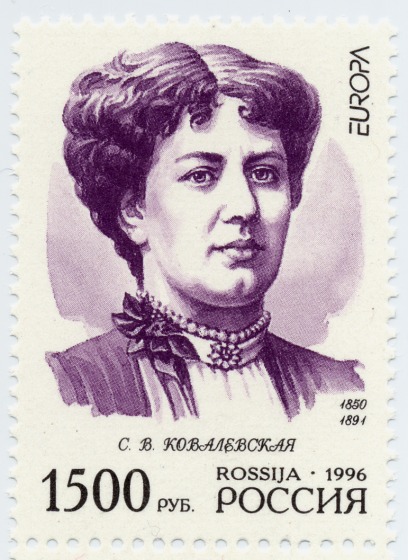 EUROPA
1850
1891
С. В. КОВАЛЕВСКАЯ
1500 РУБ.
ROSSIJA · 1996
РОССИЯ